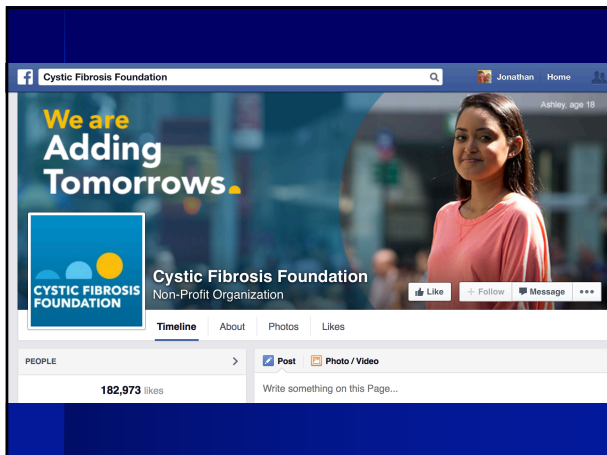 f
Cystic Fibrosis Foundation
Jonathan
Home
We are
Adding
Tomorrows.
Ashley, age 18
CYSTIC FIBROSIS
FOUNDATION
Cystic Fibrosis Foundation
Non-Profit Organization
Like
+ Follow
Message
Timeline
About
Photos
Likes
PEOPLE
>
Post
Photo / Video
182,973 likes
Write something on this Page...